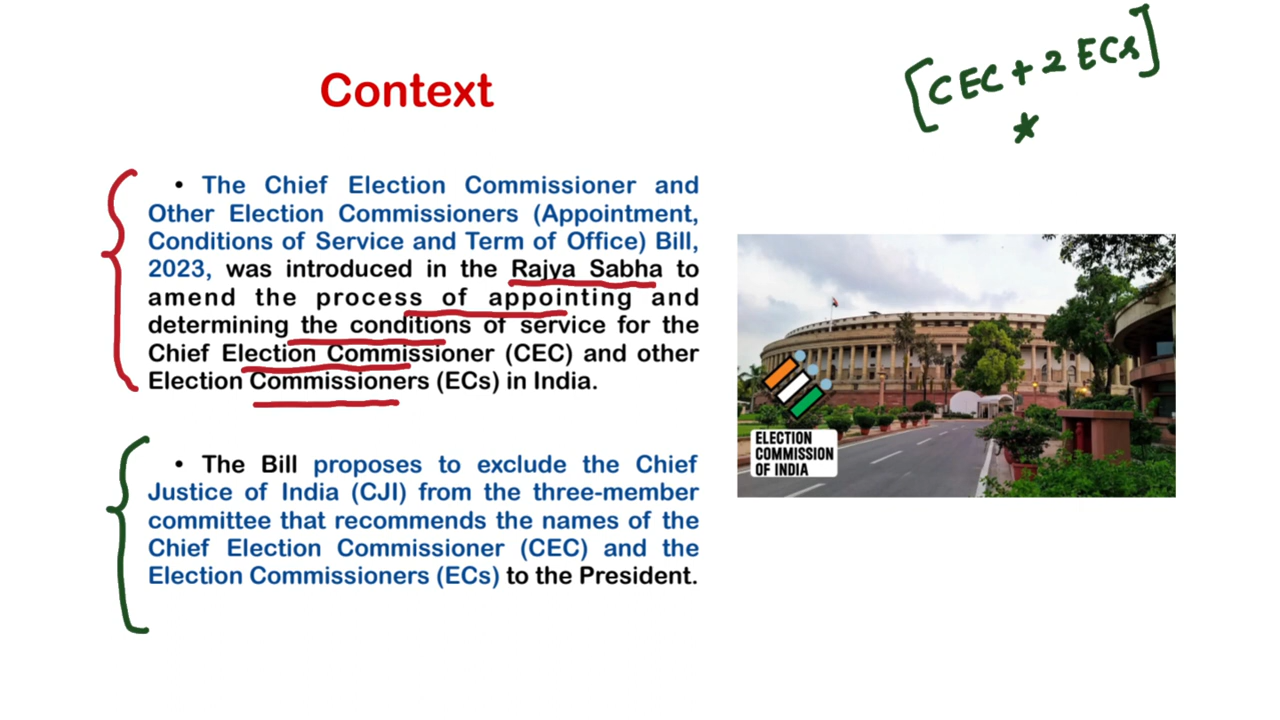 Context
[CEC + 2 ECs]
• The Chief Election Commissioner and
Other Election Commissioners (Appointment,
Conditions of Service and Term of Office) Bill,
2023, was introduced in the Rajya Sabha to
amend the process of appointing and
determining the conditions of service for the
Chief Election Commissioner (CEC) and other
Election Commissioners (ECs) in India.
• The Bill proposes to exclude the Chief
Justice of India (CJI) from the three-member
committee that recommends the names of the
Chief Election Commissioner (CEC) and the
Election Commissioners (ECs) to the President.
ELECTION
COMMISSION
OF INDIA